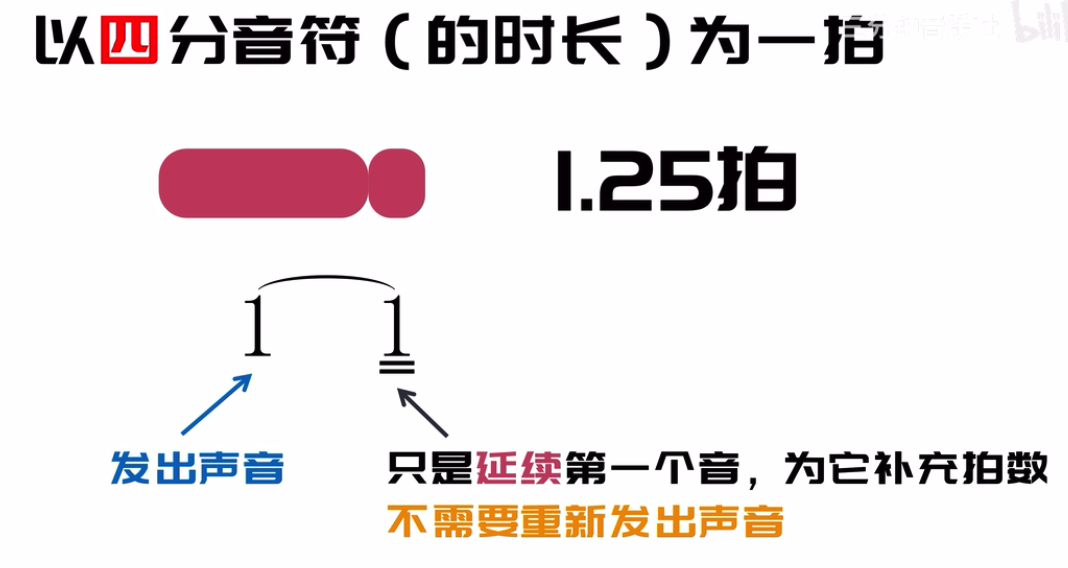 以四分音符（的时长）为一拍
1.25拍
1 1
发出声音
只是延续第一个音，为它补充拍数
不需要重新发出声音